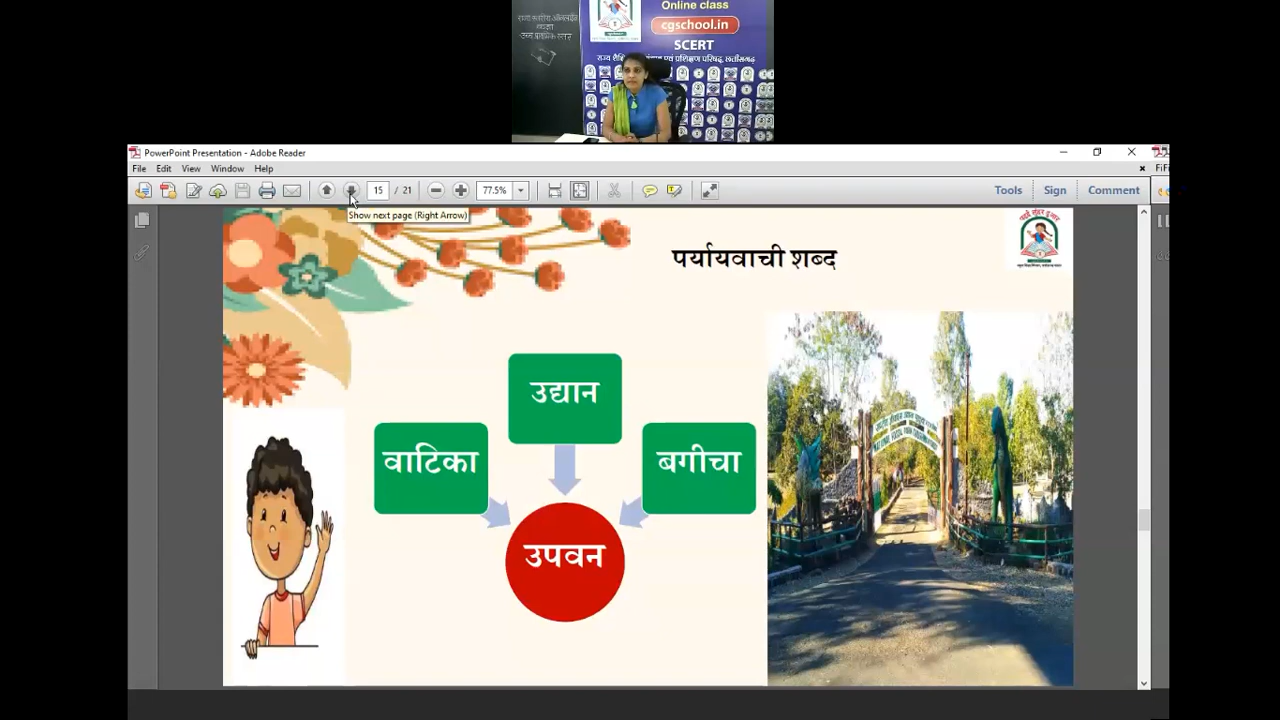 Online class
cgschool.in
SCERT
PowerPoint Presentation - Adobe Reader
File Edit View Window Help
15 / 21 77.5% Tools Sign Comment
Show next page (Right Arrow)
पर्यायवाची शब्द
उद्यान
वाटिका
बगीचा
उपवन